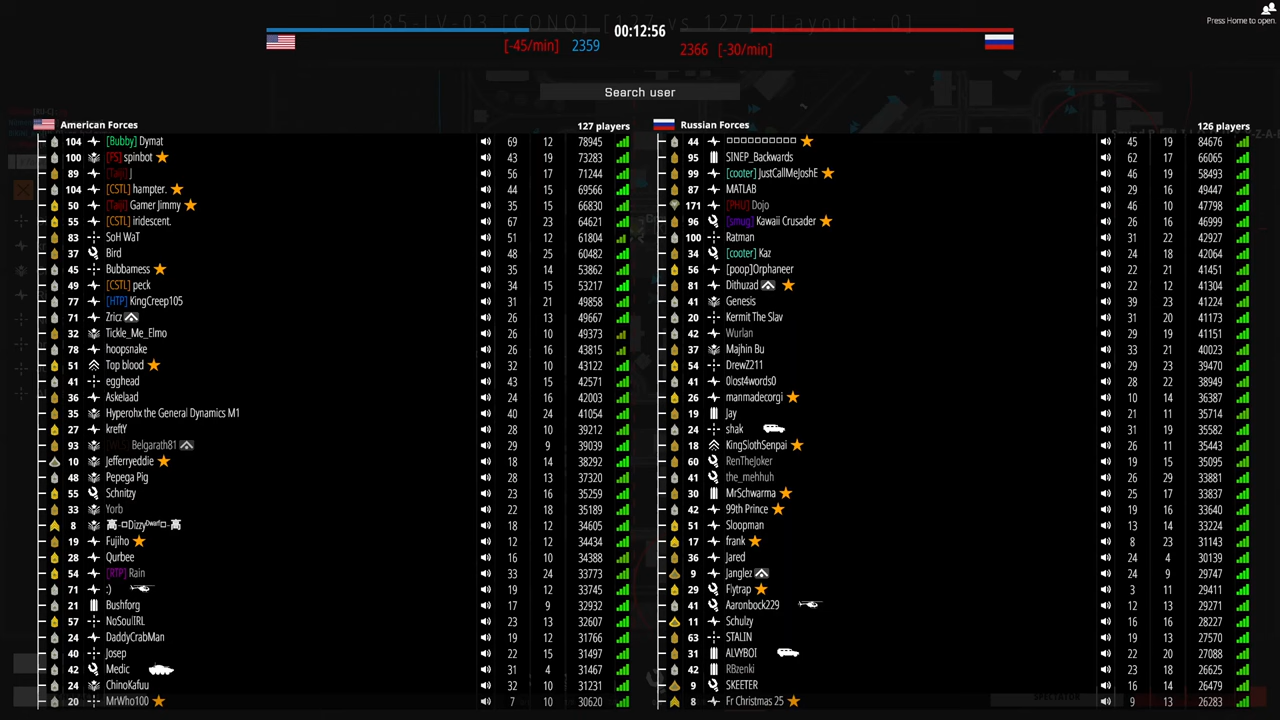 185-LV-03 [CONQ] [127 vs 127] [Layout : 0]
Press Home to open.
00:12:56
[-45/min] 2359
2366 [-30/min]
Search user
American Forces 127 players
104 [Bubby] Dymat 69 12 78945
100 [FS] spinbot 43 19 73283
89 [Taiji] J 56 17 71244
104 [CSTL] hampter. 44 15 69566
50 [Taiji] Gamer Jimmy 35 15 66830
55 [CSTL] iridescent. 67 23 64621
83 SoH WaT 51 12 61804
37 Bird 48 25 60482
45 Bubbamess 35 14 53862
49 [CSTL] peck 34 15 53217
77 [HTP] KingCreep105 31 21 49858
71 Zricz 26 13 49667
32 Tickle_Me_Elmo 26 10 49373
78 hoopsnake 26 16 43815
51 Top blood 32 10 43122
41 egghead 43 15 42571
36 Askelaad 24 16 42003
35 Hyperohx the General Dynamics M1 40 24 41054
27 kreftY 28 10 39212
93 Belgarath81 29 9 39039
10 Jefferryeddie 18 14 38292
48 Pepega Pig 28 13 37320
55 Schnitzy 23 16 35259
33 Yorb 22 18 35189
8 Dizzy Dwarf 18 12 34605
19 Fujiho 12 12 34434
28 Qurbee 16 10 34388
54 [RTP] Rain 33 24 33773
71 :) 19 12 33745
21 Bushforg 17 9 32932
57 NoSoulIRL 23 13 32607
24 DaddyCrabMan 19 12 31766
40 Josep 22 15 31497
42 Medic 31 4 31467
24 ChinoKafuu 32 10 31231
20 MrWho100 7 10 30620
Russian Forces 126 players
44 □□□□□□□□□□ 45 19 84676
95 SINEP_Backwards 62 17 66065
99 [cooter] JustCallMeJoshE 46 19 58493
87 MATLAB 29 16 49447
171 [PHU] Dojo 46 10 47798
96 [smug] Kawaii Crusader 26 26 46999
100 Ratman 31 22 42927
34 [cooter] Kaz 24 18 42064
56 [poop]Orphaneer 22 21 41451
81 Dithuzad 22 12 41304
41 Genesis 39 23 41224
20 Kermit The Slav 31 20 41173
42 Wurlan 29 19 41151
37 Majhin Bu 33 21 40023
54 DrewZ211 29 23 39470
41 0lost4words0 28 22 38949
26 manmadecorgi 10 14 36387
19 Jay 21 11 35714
24 shak 31 19 35582
18 KingSlothSenpai 26 11 35443
60 RenTheJoker 19 15 35095
41 the_mehhuh 26 29 33881
30 MrSchwarma 25 17 33837
42 99th Prince 19 16 33640
51 Sloopman 13 14 33224
17 frank 8 23 31143
36 Jared 24 4 30139
9 Janglez 24 9 29747
29 Flytrap 3 11 29411
41 Aaronbock229 12 13 29271
11 Schulzy 16 16 28227
63 STALIN 19 13 27570
31 ALVYBOI 22 20 27088
42 RBzenki 23 18 26625
9 SKEETER 16 14 26479
8 Fr Christmas 25 9 13 26283
SPECTATOR